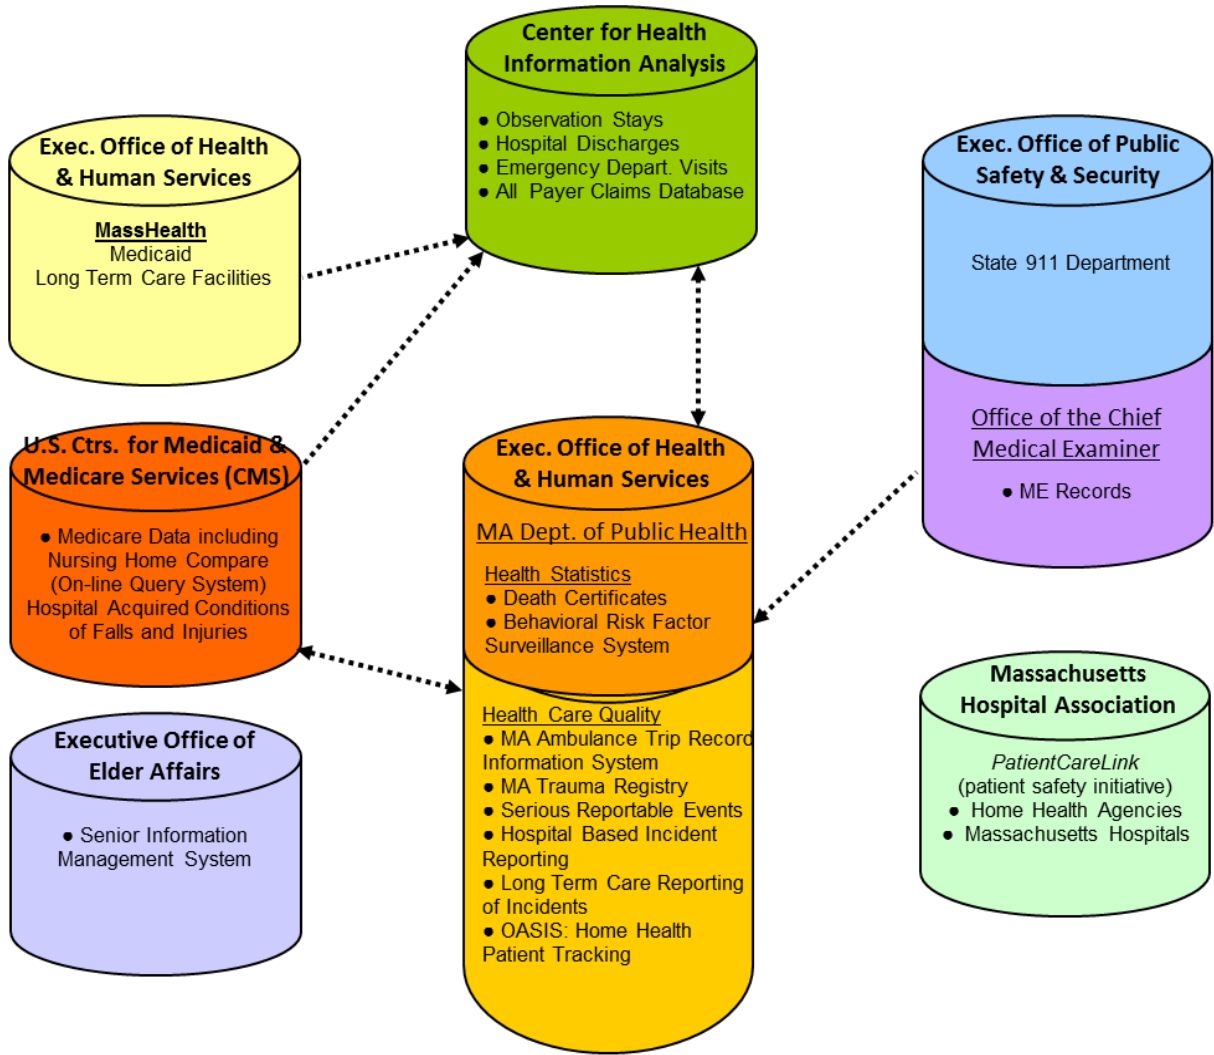 Center for Health
Information Analysis
● Observation Stays
● Hospital Discharges
● Emergency Depart. Visits
● All Payer Claims Database
Exec. Office of Health
& Human Services
MassHealth
Medicaid
Long Term Care Facilities
Exec. Office of Public
Safety & Security
State 911 Department
Office of the Chief
Medical Examiner
● ME Records
U.S. Ctrs. for Medicaid &
Medicare Services (CMS)
● Medicare Data including
Nursing Home Compare
(On-line Query System)
Hospital Acquired Conditions
of Falls and Injuries
Exec. Office of Health
& Human Services
MA Dept. of Public Health
Health Statistics
● Death Certificates
● Behavioral Risk Factor
Surveillance System
Health Care Quality
● MA Ambulance Trip Record
Information System
● MA Trauma Registry
● Serious Reportable Events
● Hospital Based Incident
Reporting
● Long Term Care Reporting
of Incidents
● OASIS: Home Health
Patient Tracking
Massachusetts
Hospital Association
PatientCareLink
(patient safety initiative)
● Home Health Agencies
● Massachusetts Hospitals
Executive Office of
Elder Affairs
● Senior Information
Management System